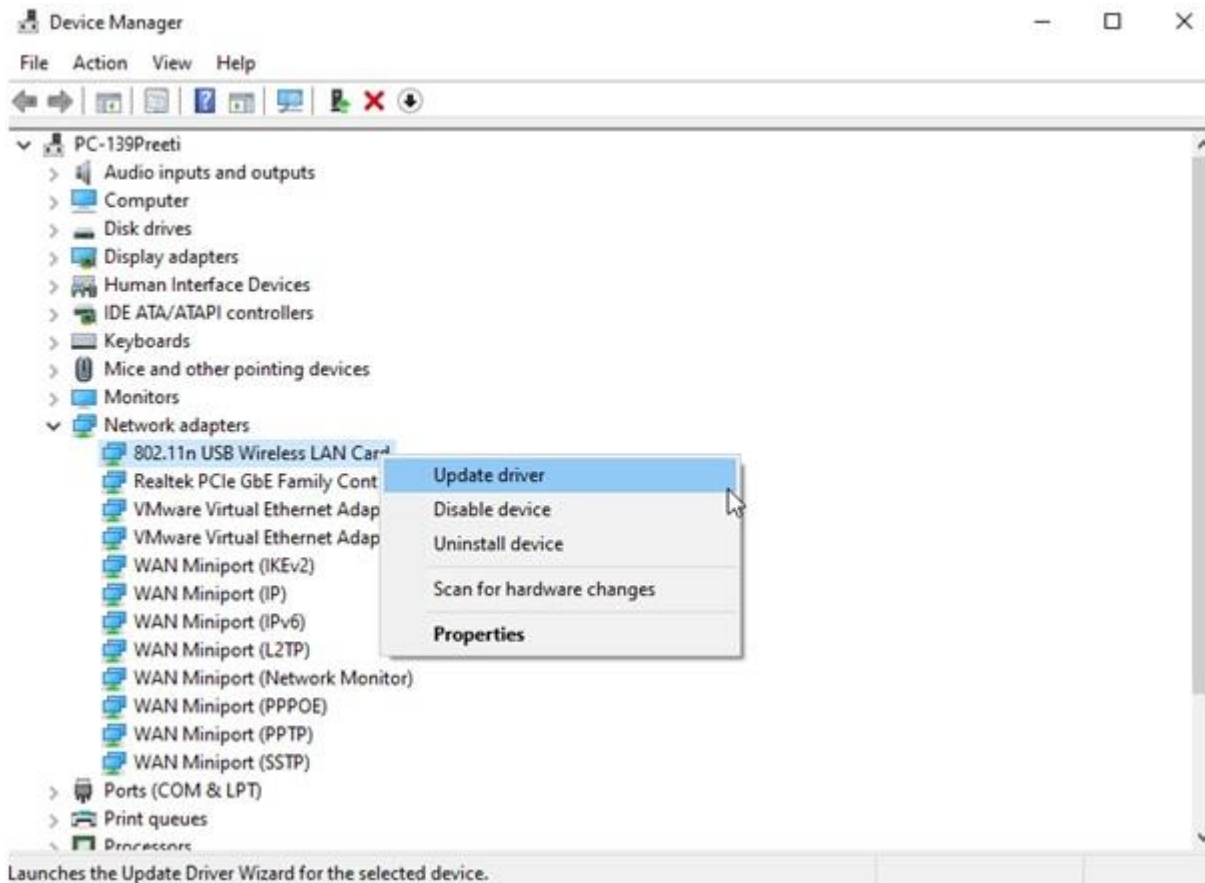 Device Manager
File Action View Help
PC-139Preeti
Audio inputs and outputs
Computer
Disk drives
Display adapters
Human Interface Devices
IDE ATA/ATAPI controllers
Keyboards
Mice and other pointing devices
Monitors
Network adapters
802.11n USB Wireless LAN Card
Realtek PCIe GbE Family Cont
VMware Virtual Ethernet Adap
VMware Virtual Ethernet Adap
WAN Miniport (IKEv2)
WAN Miniport (IP)
WAN Miniport (IPv6)
WAN Miniport (L2TP)
WAN Miniport (Network Monitor)
WAN Miniport (PPPOE)
WAN Miniport (PPTP)
WAN Miniport (SSTP)
Ports (COM & LPT)
Print queues
Processors
Update driver
Disable device
Uninstall device
Scan for hardware changes
Properties
Launches the Update Driver Wizard for the selected device.